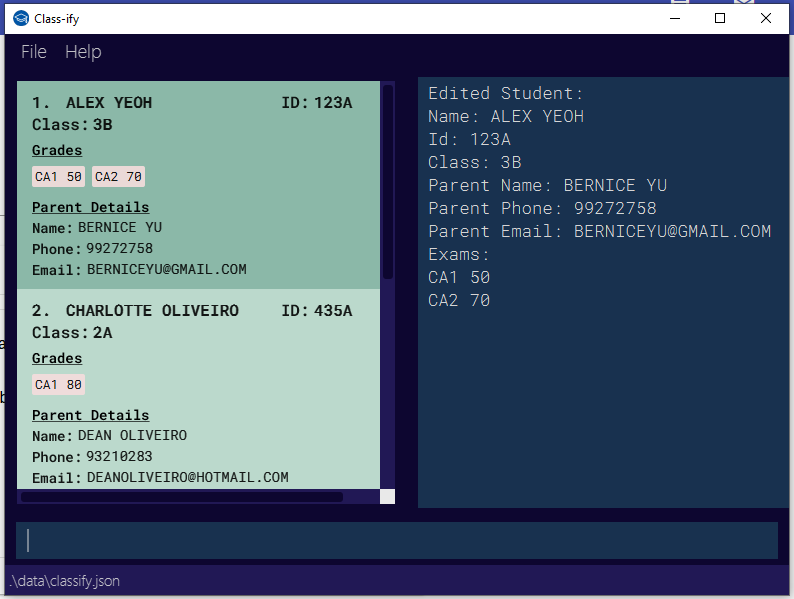 Class-ify
File Help
1. ALEX YEOH ID: 123A
Class: 3B
Grades
CA1 50 CA2 70
Parent Details
Name: BERNICE YU
Phone: 99272758
Email: BERNICEYU@GMAIL.COM
2. CHARLOTTE OLIVEIRO ID: 435A
Class: 2A
Grades
CA1 80
Parent Details
Name: DEAN OLIVEIRO
Phone: 93210283
Email: DEANOLIVEIRO@HOTMAIL.COM
Edited Student:
Name: ALEX YEOH
Id: 123A
Class: 3B
Parent Name: BERNICE YU
Parent Phone: 99272758
Parent Email: BERNICEYU@GMAIL.COM
Exams:
CA1 50
CA2 70
.\data\classify.json